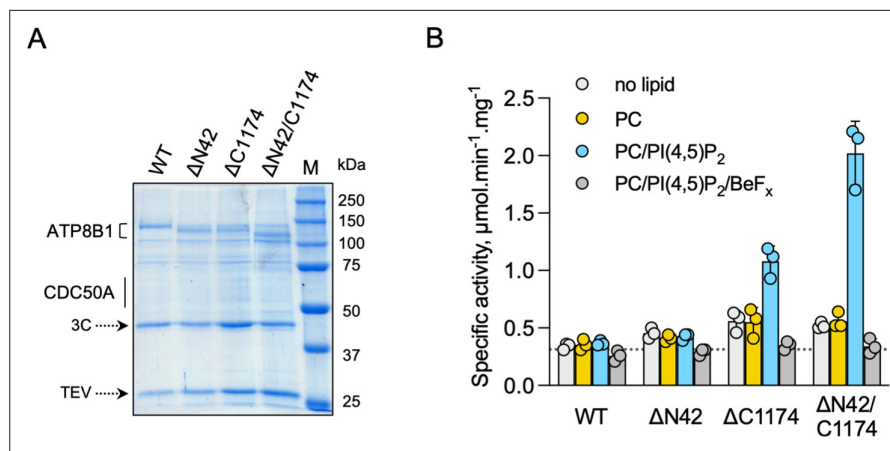 A
WT
ΔN42
ΔC1174
ΔN42/C1174
M
kDa
250
150
100
75
50
37
25
ATP8B1
CDC50A
3C
TEV
B
no lipid
PC
PC/PI(4,5)P₂
PC/PI(4,5)P₂/BeFₓ
Specific activity, µmol.min⁻¹.mg⁻¹
2.5
2.0
1.5
1.0
0.5
0.0
WT
ΔN42
ΔC1174
ΔN42/
C1174